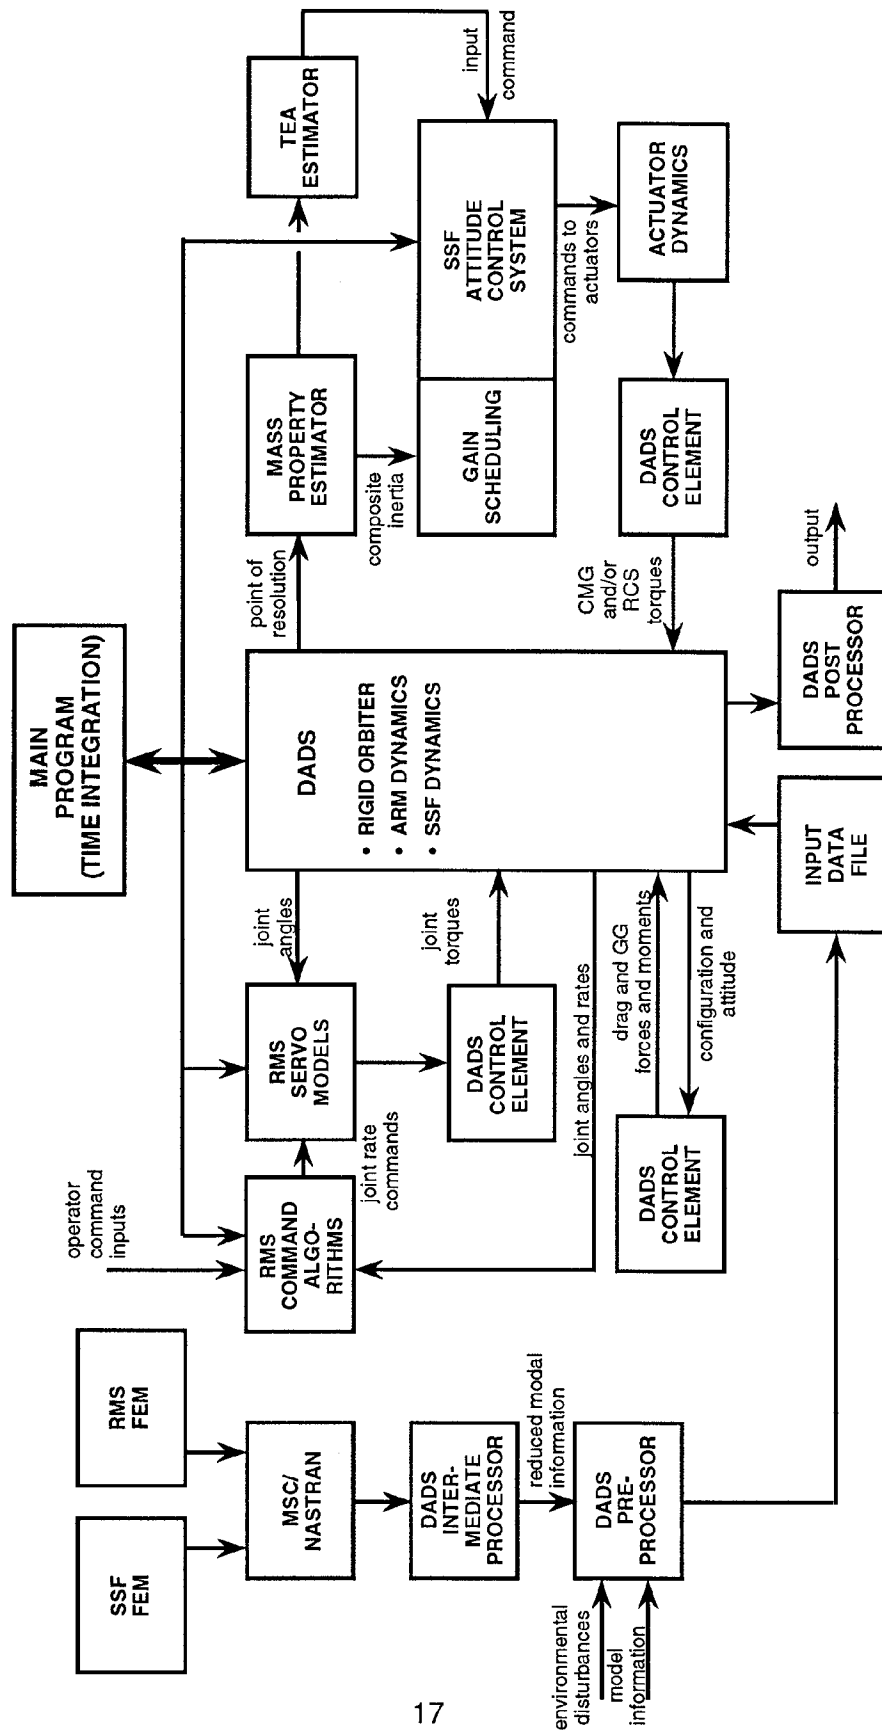 MAIN
PROGRAM
(TIME INTEGRATION)
SSF
FEM
RMS
FEM
MSC/
NASTRAN
DADS
INTER-
MEDIATE
PROCESSOR
reduced modal
information
DADS
PRE-
PROCESSOR
environmental
disturbances
model
information
operator
command
inputs
RMS
COMMAND
ALGO-
RITHMS
joint rate
commands
RMS
SERVO
MODELS
joint
angles
DADS
CONTROL
ELEMENT
joint
torques
joint angles and rates
DADS
CONTROL
ELEMENT
drag and GG
forces and moments
configuration and
attitude
DADS
• RIGID ORBITER
• ARM DYNAMICS
• SSF DYNAMICS
INPUT
DATA
FILE
DADS
POST
PROCESSOR
output
point of
resolution
MASS
PROPERTY
ESTIMATOR
composite
inertia
TEA
ESTIMATOR
input
command
GAIN
SCHEDULING
SSF
ATTITUDE
CONTROL
SYSTEM
commands to
actuators
ACTUATOR
DYNAMICS
DADS
CONTROL
ELEMENT
CMG
and/or
RCS
torques
17